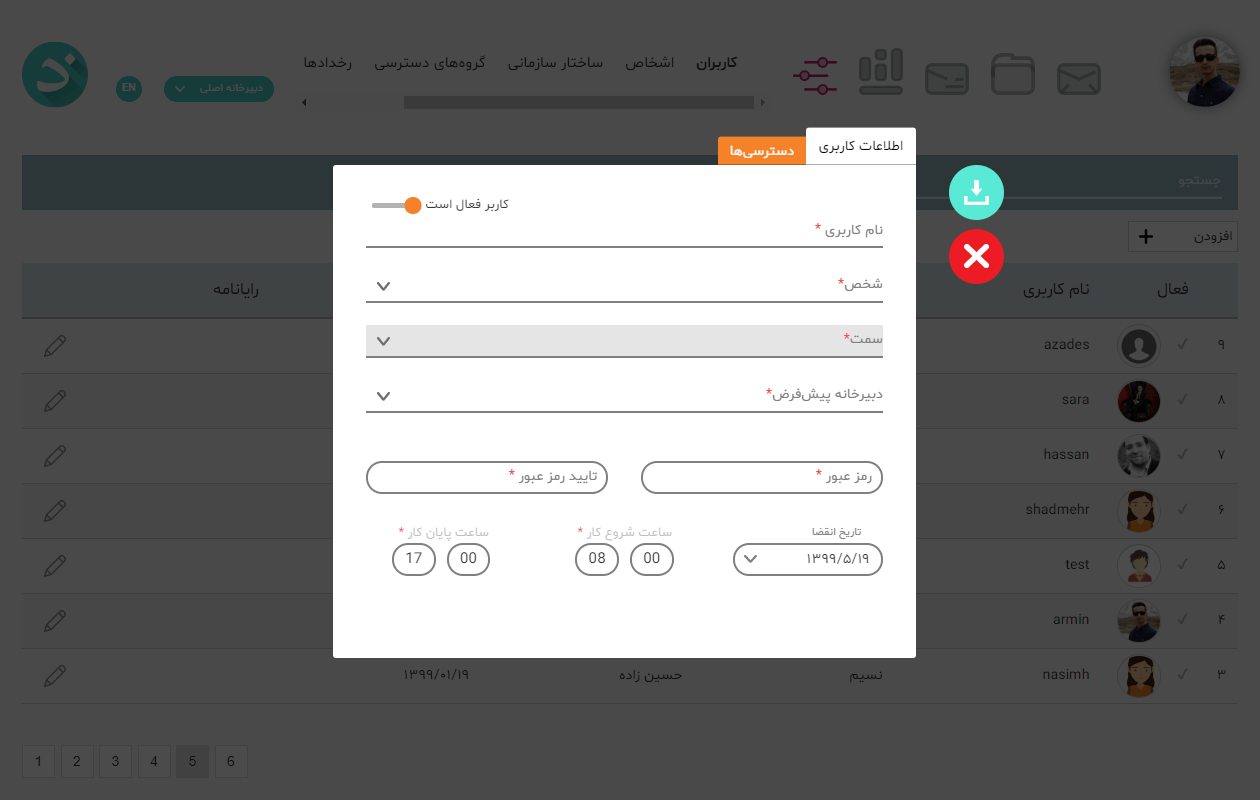 کاربران
اشخاص
ساختار سازمانی
گروه‌های دسترسی
رخدادها
دبیرخانه اصلی
EN
اطلاعات کاربری
دسترسی‌ها
جستجو
افزودن
کاربر فعال است
نام کاربری *
شخص*
سمت*
دبیرخانه پیش‌فرض*
رمز عبور *
تایید رمز عبور *
تاریخ انقضا
ساعت شروع کار *
ساعت پایان کار *
۱۳۹۹/۵/۱۹
08 00
17 00
فعال
نام کاربری
رایانامه
۹ azades
۸ sara
۷ hassan
۶ shadmehr
۵ test
۴ armin
۳ nasimh نسیم حسین زاده ۱۳۹۹/۰۱/۱۹
1 2 3 4 5 6